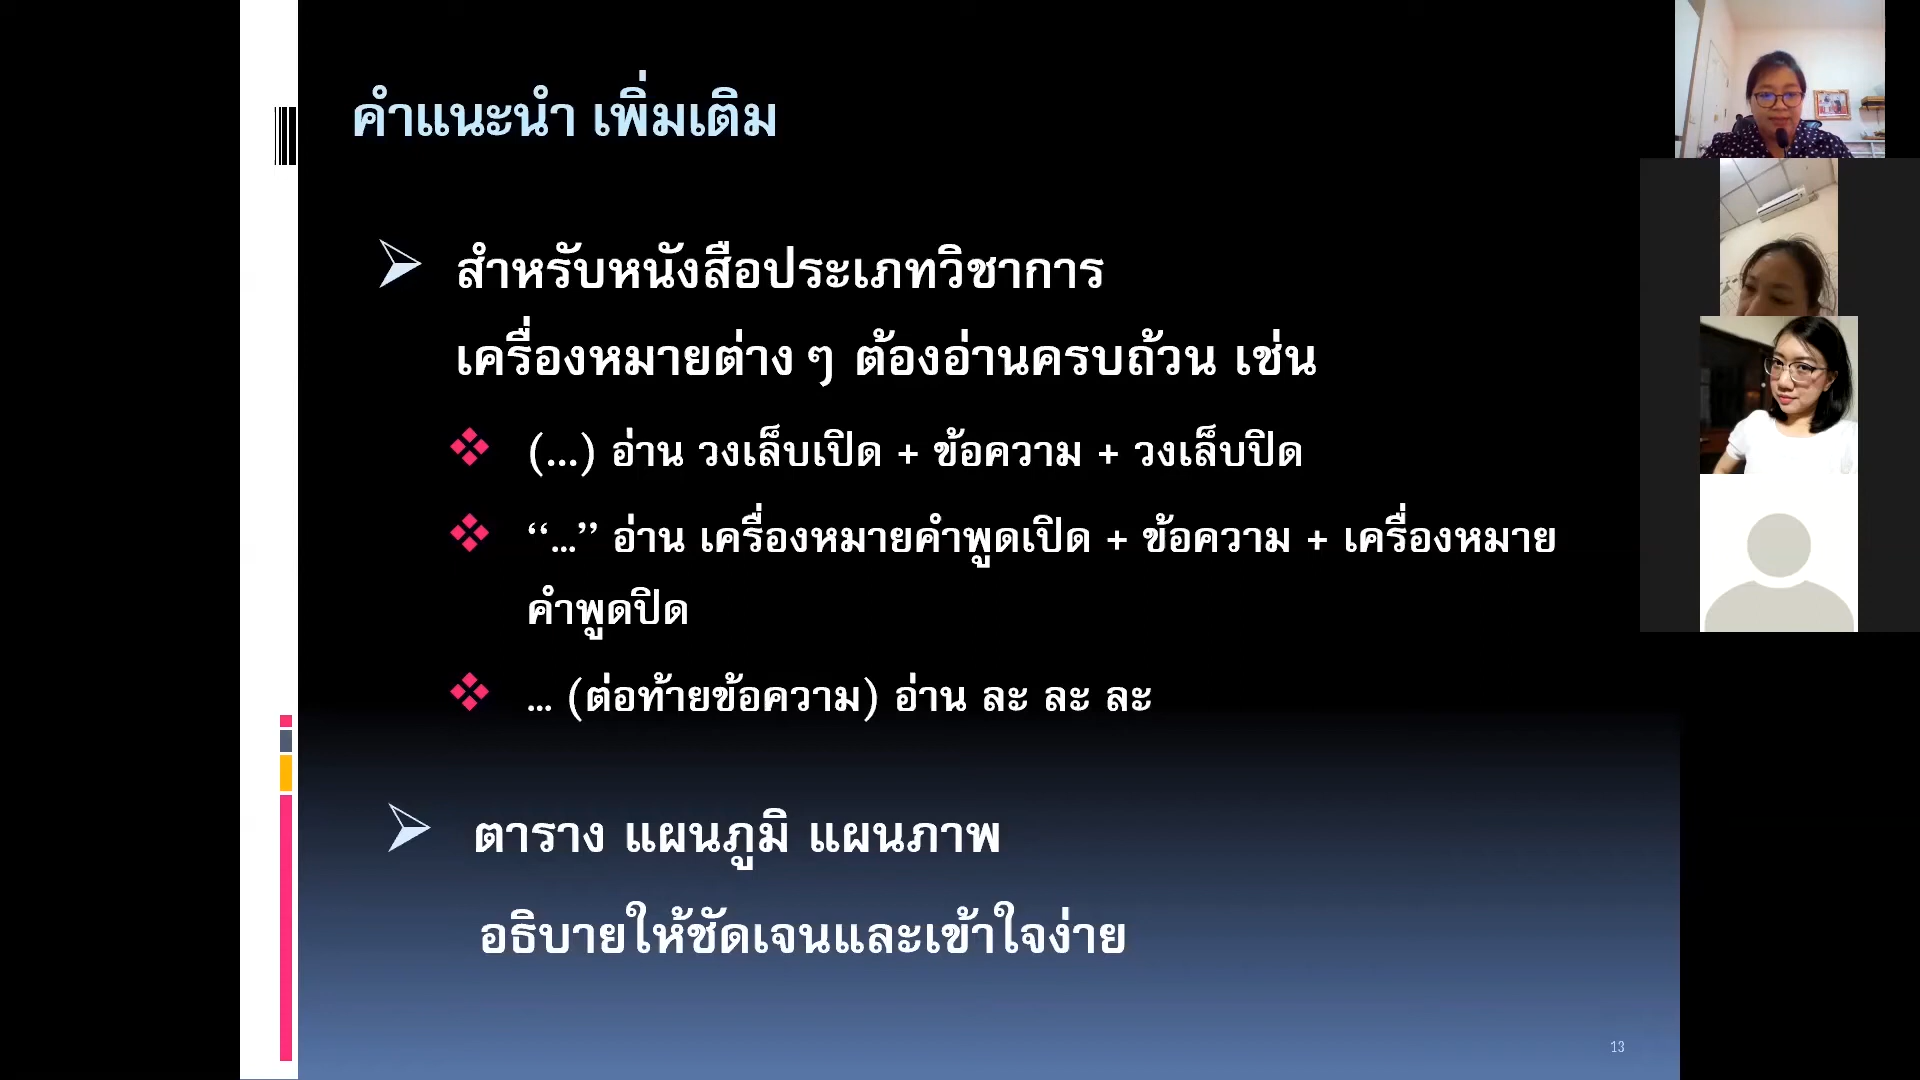 คำแนะนำ เพิ่มเติม
สำหรับหนังสือประเภทวิชาการ
เครื่องหมายต่าง ๆ ต้องอ่านครบถ้วน เช่น
(...) อ่าน วงเล็บเปิด + ข้อความ + วงเล็บปิด
“...” อ่าน เครื่องหมายคำพูดเปิด + ข้อความ + เครื่องหมาย
คำพูดปิด
... (ต่อท้ายข้อความ) อ่าน ละ ละ ละ
ตาราง แผนภูมิ แผนภาพ
อธิบายให้ชัดเจนและเข้าใจง่าย
13